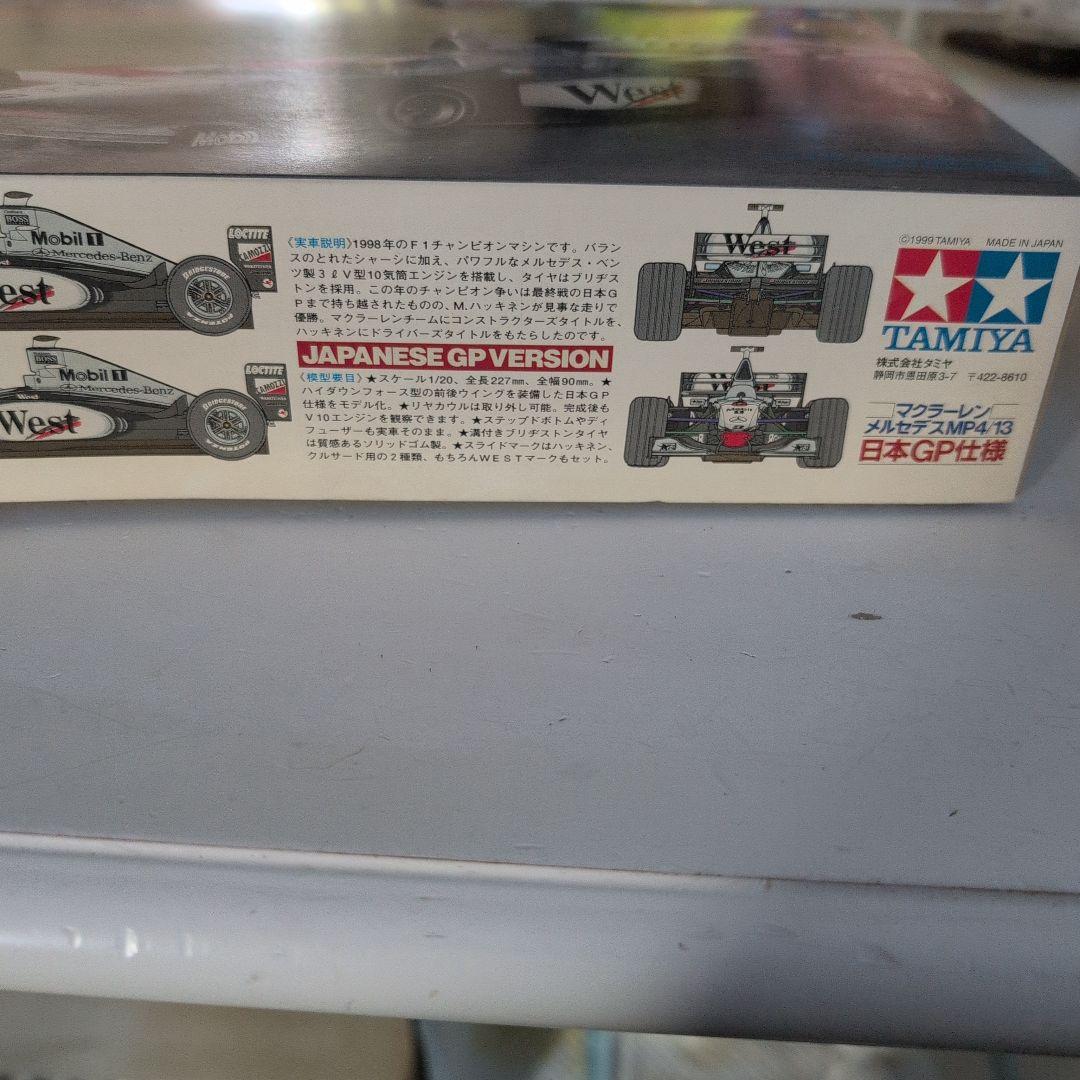 West
Mobil
BOSS
Mobil 1
Mercedes-Benz
LOCTITE
CAMOZZI
West
BRIDGESTONE
POTENZA
〈実車説明〉1998年のF1チャンピオンマシンです。バラン
スのとれたシャーシに加え、パワフルなメルセデス・ベン
ツ製3ℓV型10気筒エンジンを搭載し、タイヤはブリヂス
トンを採用。この年のチャンピオン争いは最終戦の日本G
Pまで持ち越されたものの、M.ハッキネンが見事な走りで
優勝。マクラーレンチームにコンストラクターズタイトルを、
ハッキネンにドライバーズタイトルをもたらしたのです。
JAPANESE GP VERSION
〈模型要目〉★スケール1/20、全長227mm、全幅90mm。★
ハイダウンフォース型の前後ウイングを装備した日本GP
仕様をモデル化。★リヤカウルは取り外し可能。完成後も
V10エンジンを観察できます。★ステップドボトムやディ
フューザーも実車そのまま。★溝付きブリヂストンタイヤ
は質感あるソリッドゴム製。★スライドマークはハッキネン、
クルサード用の2種類、もちろんWESTマークもセット。
BOSS
Mobil 1
Mercedes-Benz
LOCTITE
CAMOZZI
West
BRIDGESTONE
POTENZA
West
West
©1999 TAMIYA MADE IN JAPAN
TAMIYA
株式会社タミヤ
静岡市恩田原3-7 〒422-8610
マクラーレン
メルセデスMP4/13
日本GP仕様